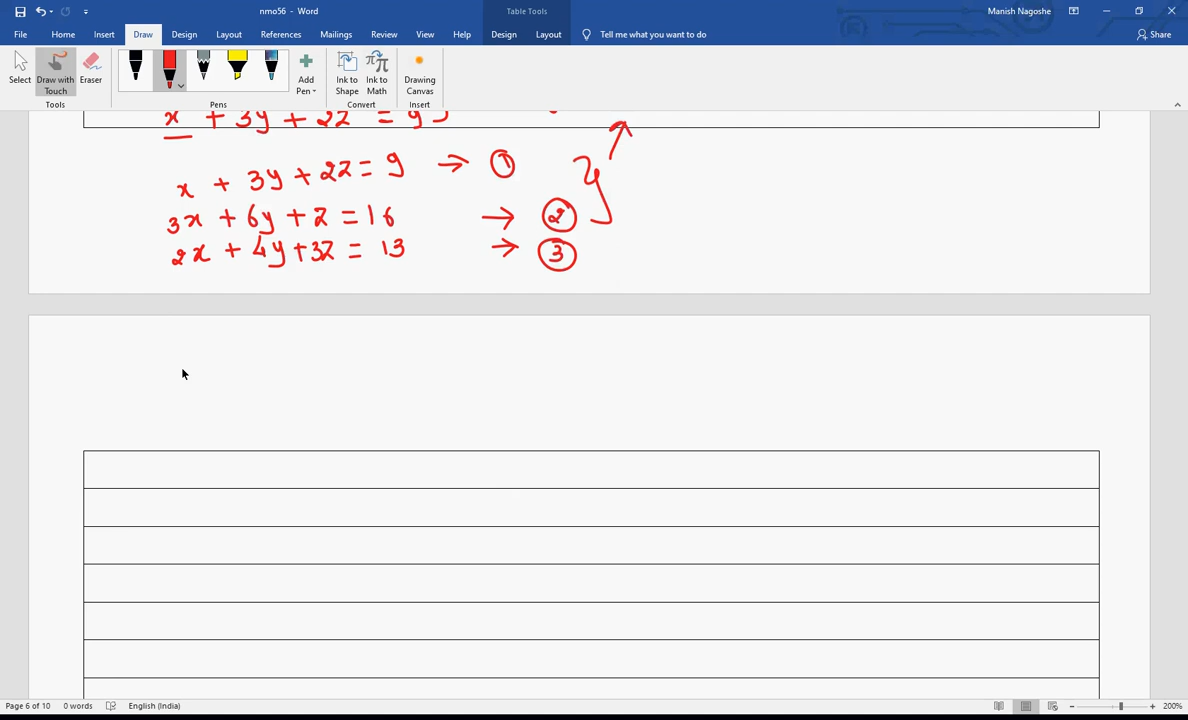 nmo56 - Word
Table Tools
Manish Nagoshe
File Home Insert Draw Design Layout References Mailings Review View Help Design Layout Tell me what you want to do Share
Select
Draw with Touch
Eraser
Add Pen
Ink to Shape
Ink to Math
Drawing Canvas
Tools
Pens
Convert
Insert
x + 3y + 2z = 9
x + 3y + 2z = 9 → ①
3x + 6y + z = 16 → ②
2x + 4y + 3z = 13 → ③
Page 6 of 10 0 words English (India) 200%